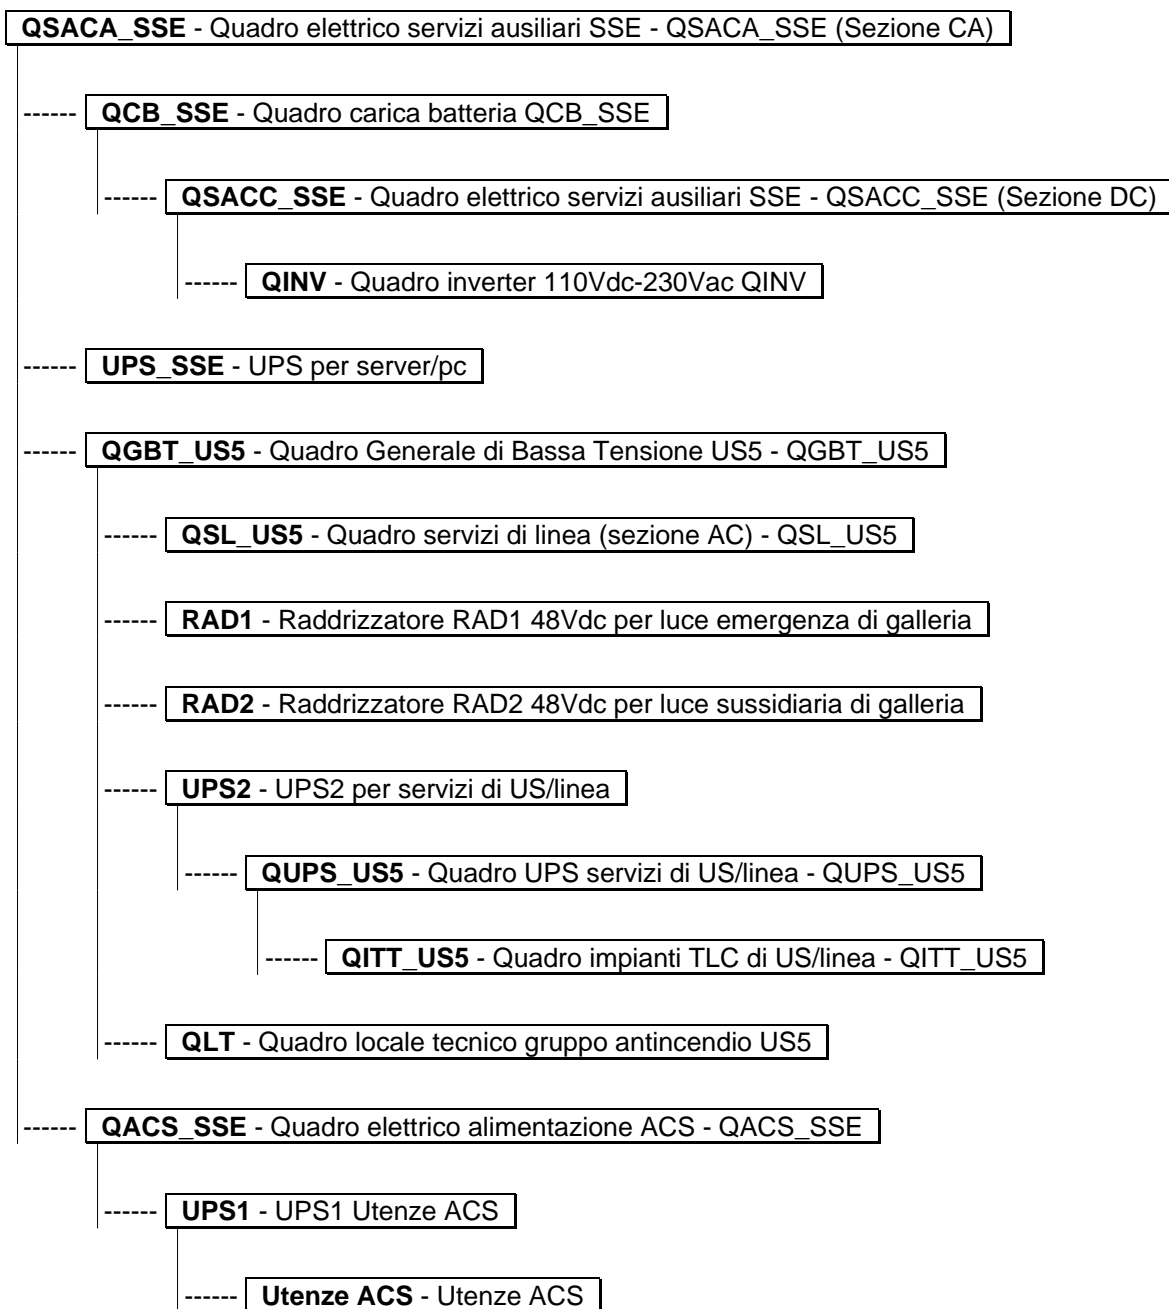 QSACA_SSE - Quadro elettrico servizi ausiliari SSE - QSACA_SSE (Sezione CA)
------ QCB_SSE - Quadro carica batteria QCB_SSE
------ QSACC_SSE - Quadro elettrico servizi ausiliari SSE - QSACC_SSE (Sezione DC)
------ QINV - Quadro inverter 110Vdc-230Vac QINV
------ UPS_SSE - UPS per server/pc
------ QGBT_US5 - Quadro Generale di Bassa Tensione US5 - QGBT_US5
------ QSL_US5 - Quadro servizi di linea (sezione AC) - QSL_US5
------ RAD1 - Raddrizzatore RAD1 48Vdc per luce emergenza di galleria
------ RAD2 - Raddrizzatore RAD2 48Vdc per luce sussidiaria di galleria
------ UPS2 - UPS2 per servizi di US/linea
------ QUPS_US5 - Quadro UPS servizi di US/linea - QUPS_US5
------ QITT_US5 - Quadro impianti TLC di US/linea - QITT_US5
------ QLT - Quadro locale tecnico gruppo antincendio US5
------ QACS_SSE - Quadro elettrico alimentazione ACS - QACS_SSE
------ UPS1 - UPS1 Utenze ACS
------ Utenze ACS - Utenze ACS